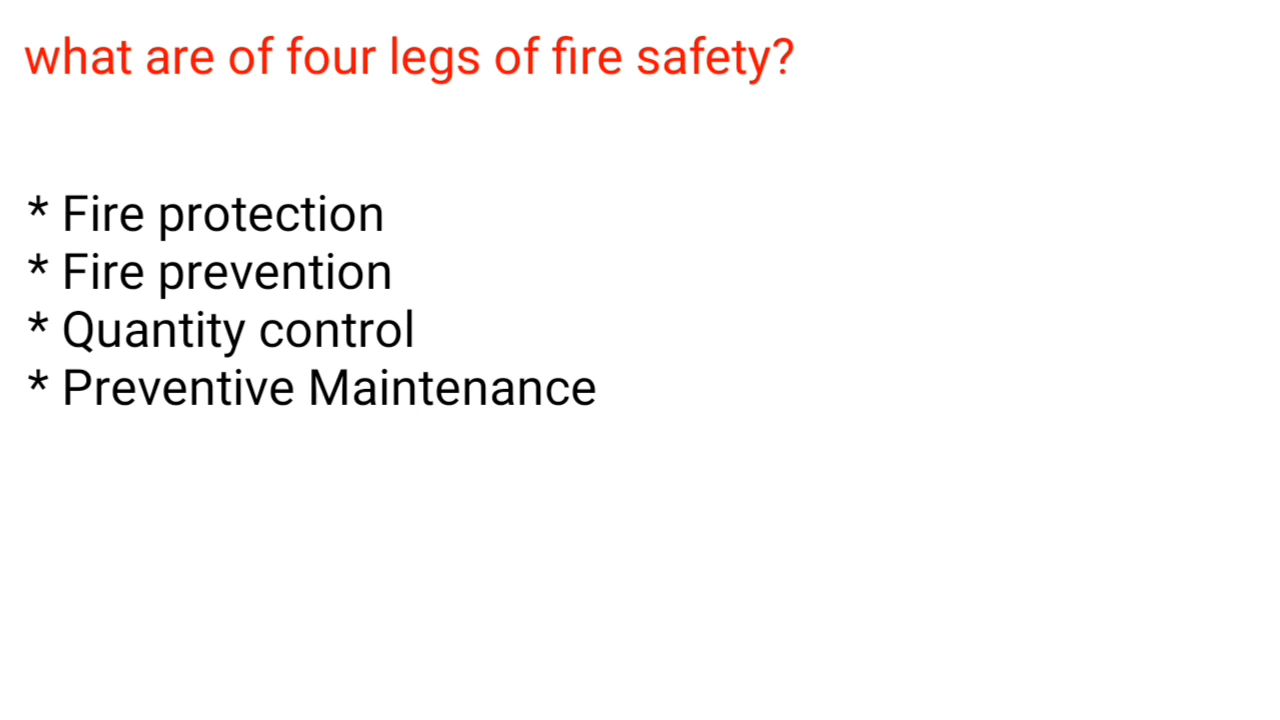 what are of four legs of fire safety?
* Fire protection
* Fire prevention
* Quantity control
* Preventive Maintenance